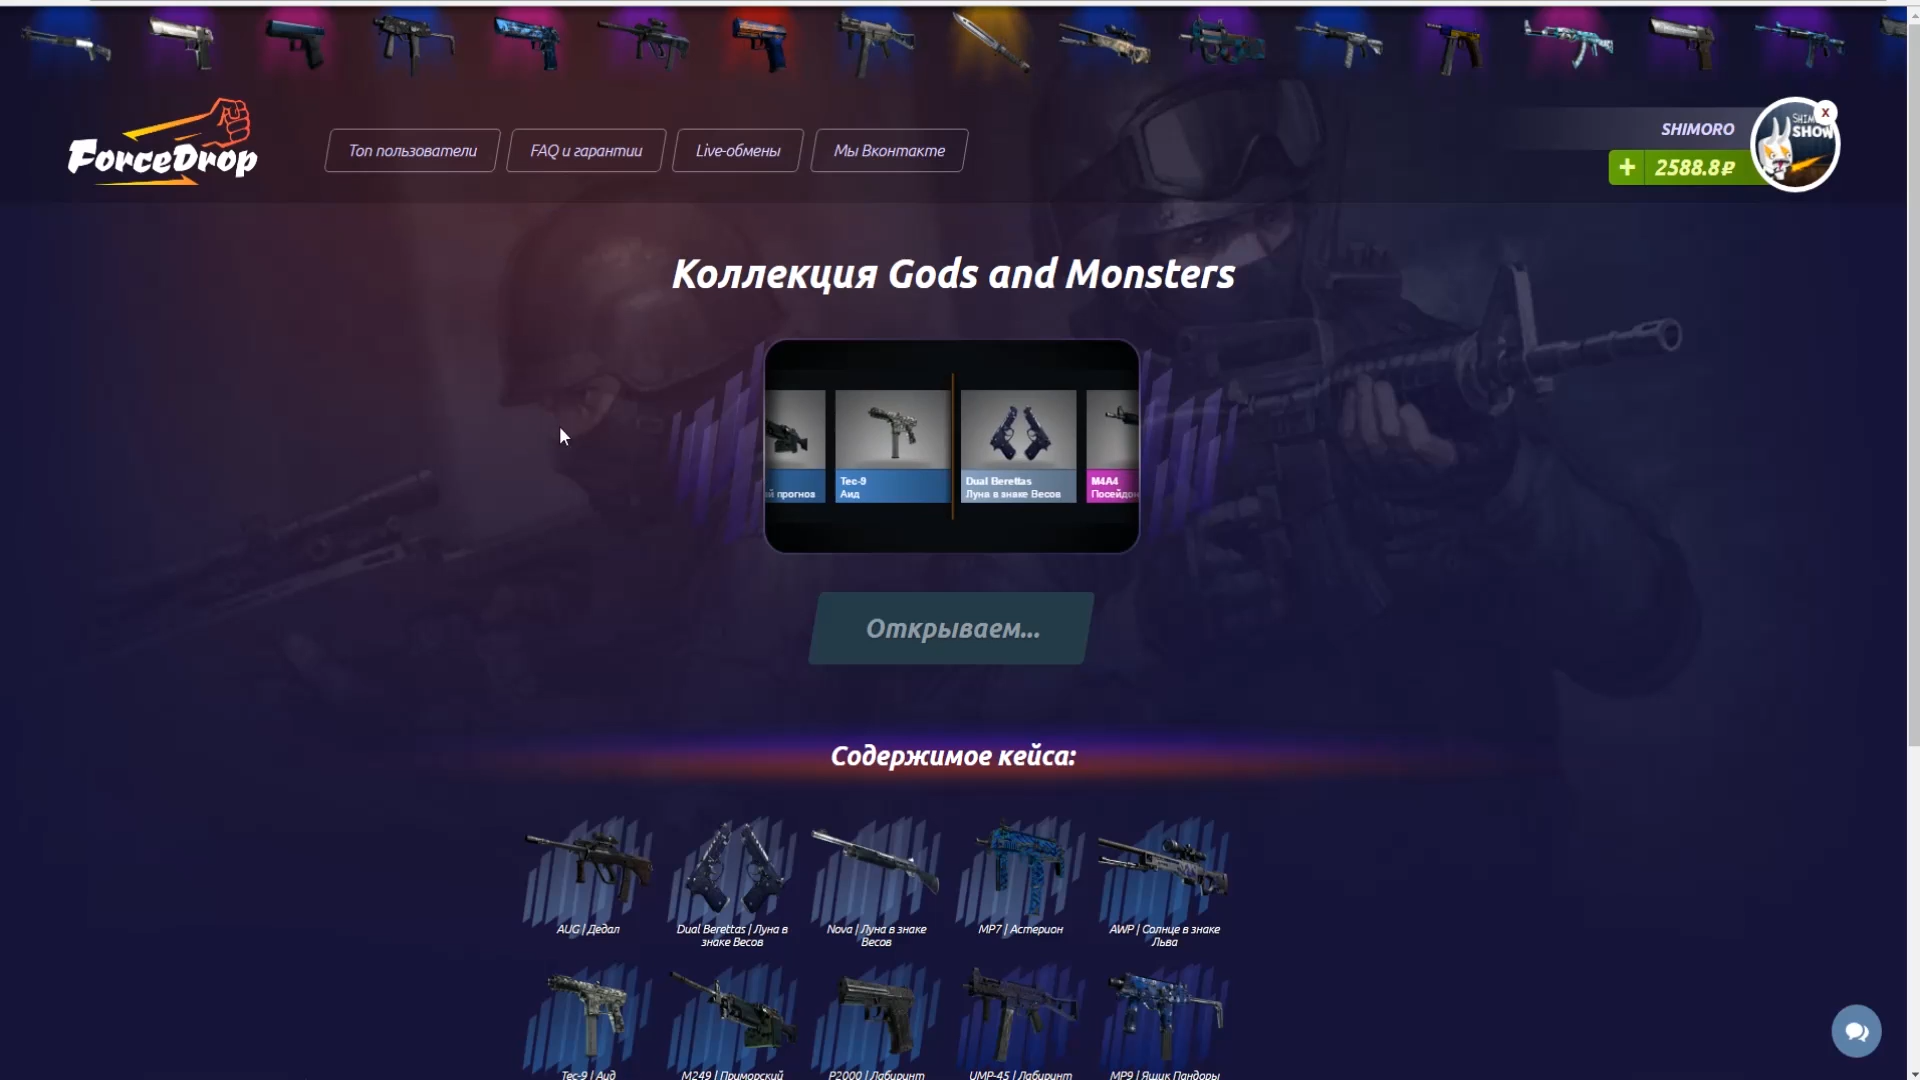 ForceDrop
Топ пользователи
FAQ и гарантии
Live-обмены
Мы Вконтакте
SHIMORO
x
SHOW
+ 2588.8₽
Коллекция Gods and Monsters
й прогноз
Tec-9
Аид
Dual Berettas
Луна в знаке Весов
M4A4
Посейдон
Открываем...
Содержимое кейса:
AUG | Дедал
Dual Berettas | Луна в
знаке Весов
Nova | Луна в знаке
Весов
MP7 | Астерион
AWP | Солнце в знаке
Льва
Tec-9 | Аид
M249 | Приморский
P2000 | Лабиринт
UMP-45 | Лабиринт
MP9 | Ящик Пандоры